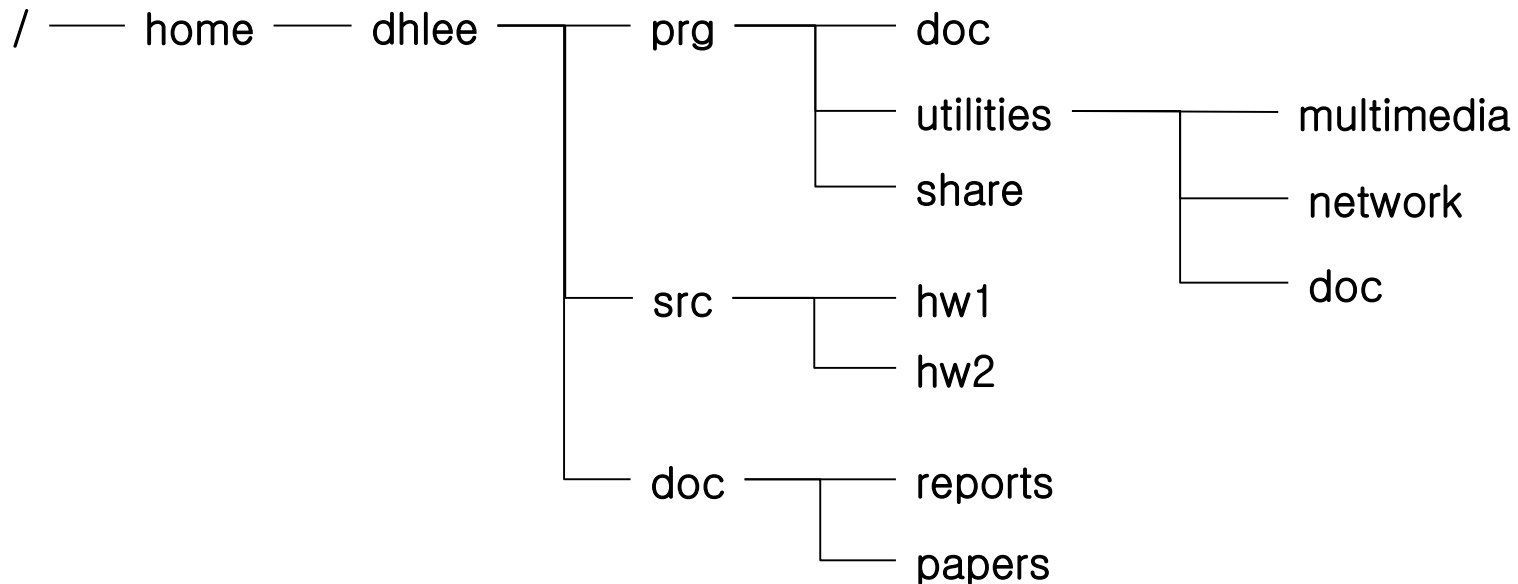 / home dhlee prg doc
utilities multimedia
share network
src hw1 doc
hw2
doc reports
papers